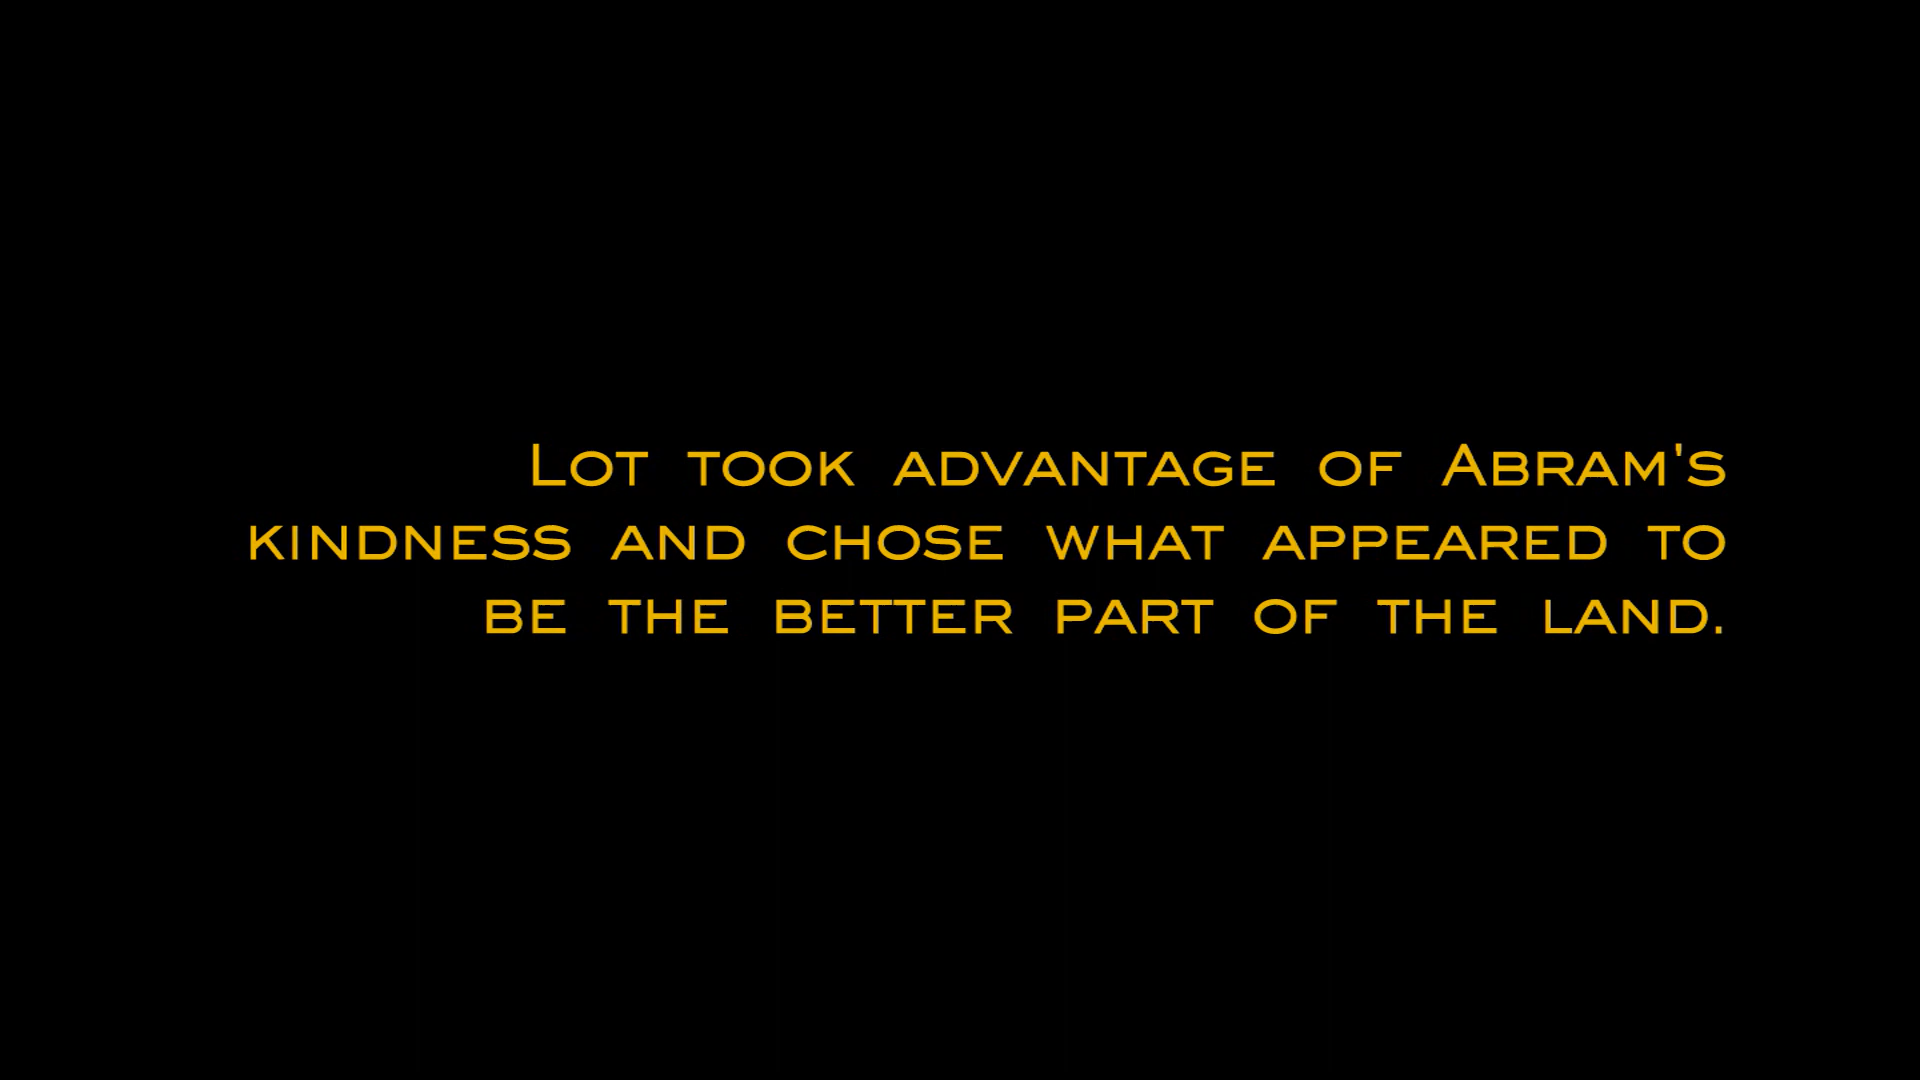 Lot took advantage of Abram's
kindness and chose what appeared to
be the better part of the land.